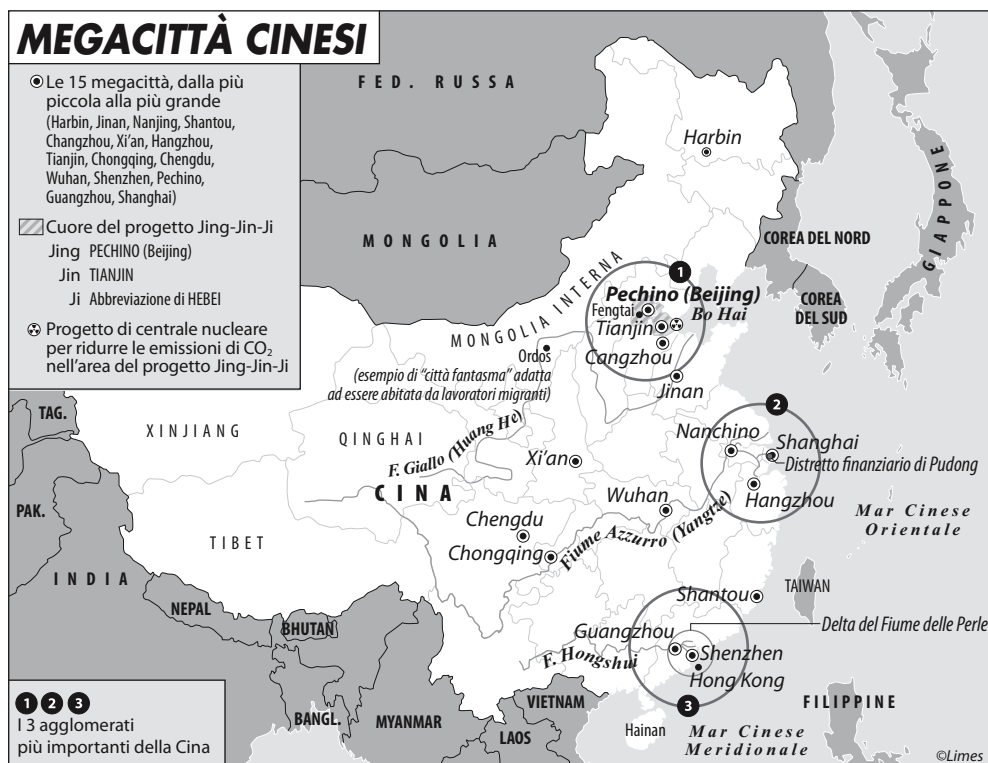 MEGACITTÀ CINESI
Le 15 megacittà, dalla più
piccola alla più grande
(Harbin, Jinan, Nanjing, Shantou,
Changzhou, Xi’an, Hangzhou,
Tianjin, Chongqing, Chengdu,
Wuhan, Shenzhen, Pechino,
Guangzhou, Shanghai)
Cuore del progetto Jing-Jin-Ji
Jing PECHINO (Beijing)
Jin TIANJIN
Ji Abbreviazione di HEBEI
Progetto di centrale nucleare
per ridurre le emissioni di CO₂
nell’area del progetto Jing-Jin-Ji
FED. RUSSA
Harbin
MONGOLIA
COREA DEL NORD
GIAPPONE
COREA
DEL SUD
MONGOLIA INTERNA
1
Pechino (Beijing)
Fengtai
Bo Hai
Tianjin
Cangzhou
Ordos
(esempio di “città fantasma” adatta
ad essere abitata da lavoratori migranti)
Jinan
TAG.
XINJIANG
QINGHAI
F. Giallo (Huang He)
2
Nanchino
Shanghai
Distretto finanziario di Pudong
Hangzhou
Xi’an
CINA
Wuhan
Mar Cinese
Orientale
PAK.
TIBET
Chengdu
Chongqing
Fiume Azzurro (Yangtze)
INDIA
NEPAL
BHUTAN
Shantou
TAIWAN
Guangzhou
Delta del Fiume delle Perle
F. Hongshui
Shenzhen
Hong Kong
3
1 2 3
I 3 agglomerati
più importanti della Cina
BANGL.
MYANMAR
VIETNAM
LAOS
Hainan
Mar Cinese
Meridionale
FILIPPINE
©Limes